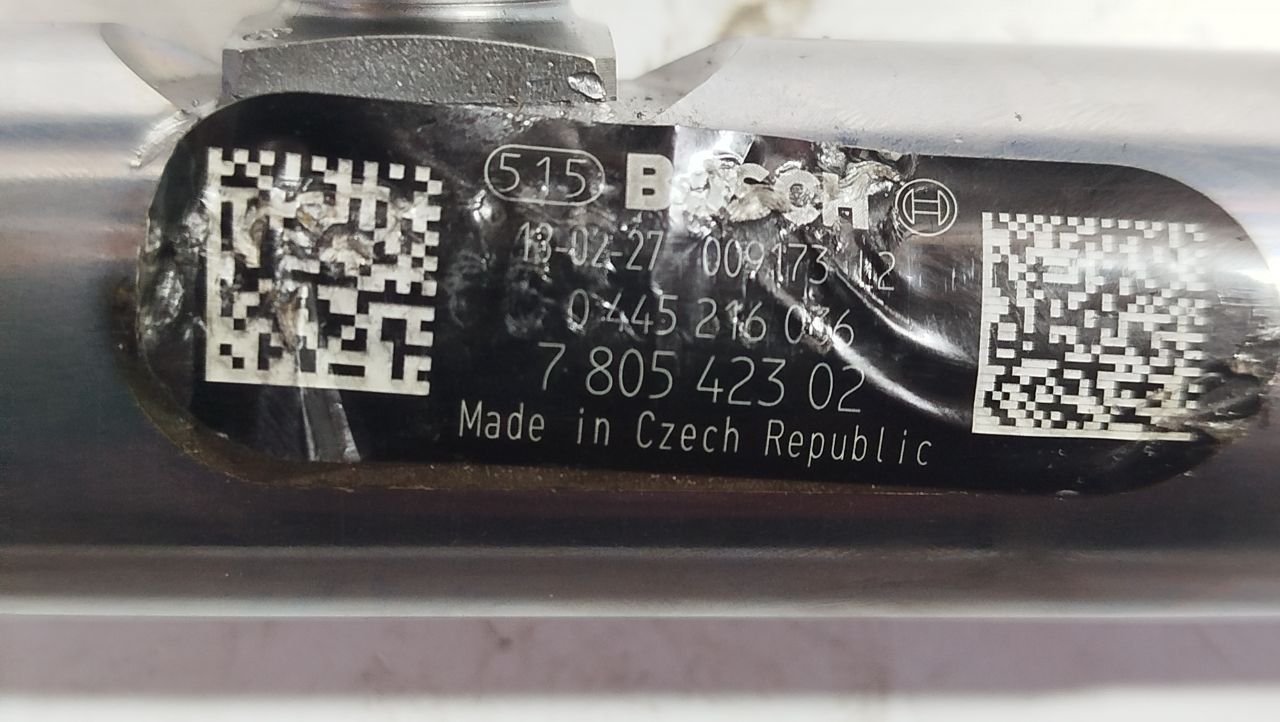 515 BOSCH
13-02-27 009173 12
0 445 216 036
7 805 423 02
Made in Czech Republic